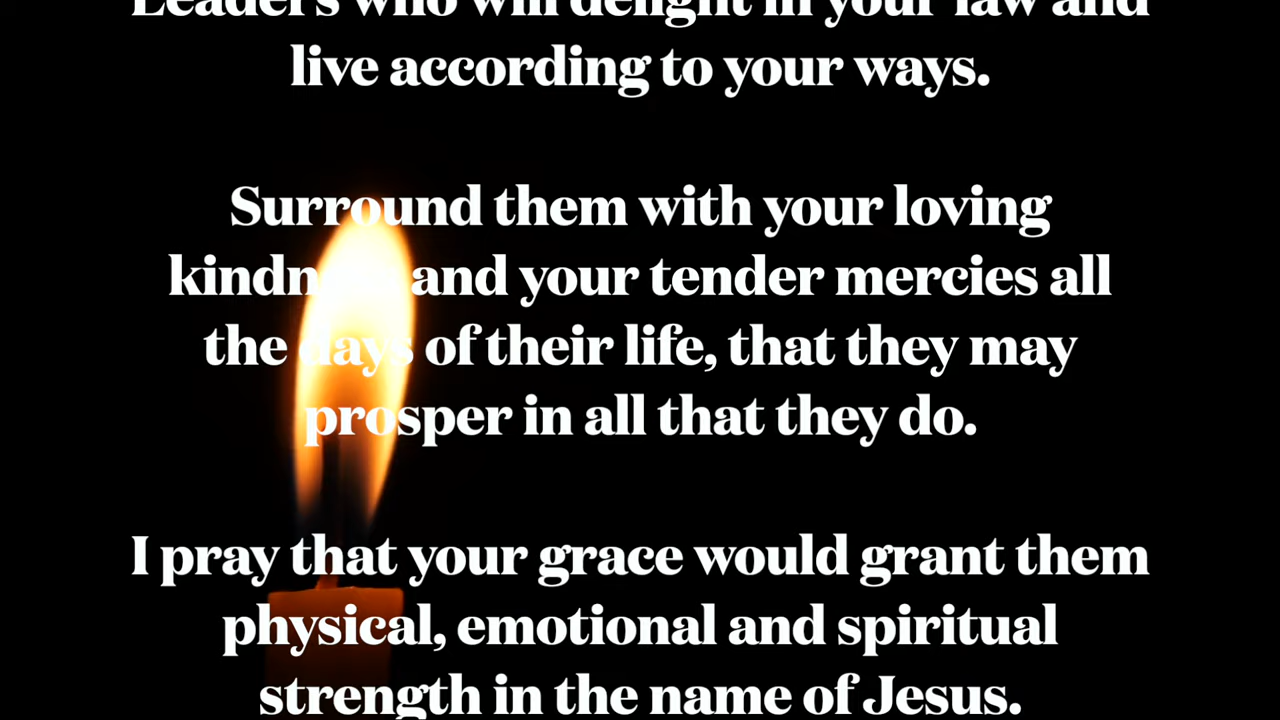 Leaders who will delight in your law and
live according to your ways.
Surround them with your loving
kindness and your tender mercies all
the days of their life, that they may
prosper in all that they do.
I pray that your grace would grant them
physical, emotional and spiritual
strength in the name of Jesus.